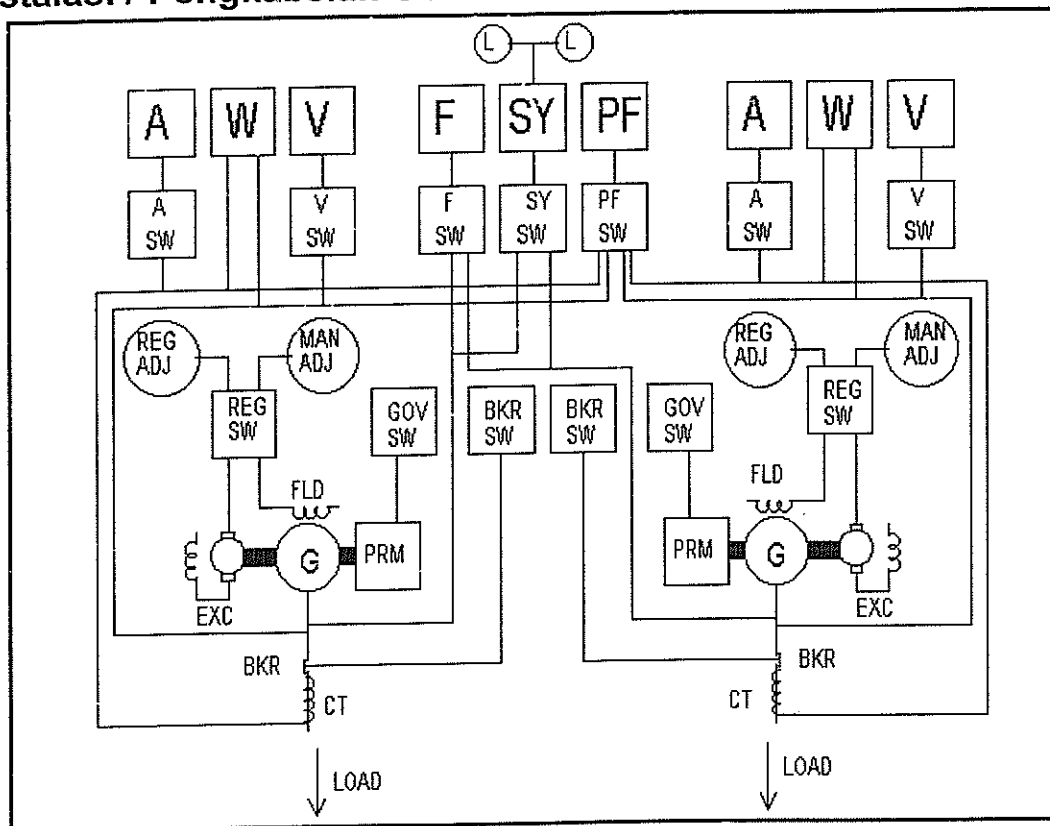 L L
A W V F SY PF A W V
A SW
V SW
F SW
SY SW
PF SW
A SW
V SW
REG ADJ
MAN ADJ
REG SW
GOV SW
BKR SW
BKR SW
GOV SW
REG ADJ
MAN ADJ
REG SW
FLD
G
PRM
EXC
BKR
CT
LOAD
FLD
PRM
G
EXC
BKR
CT
LOAD